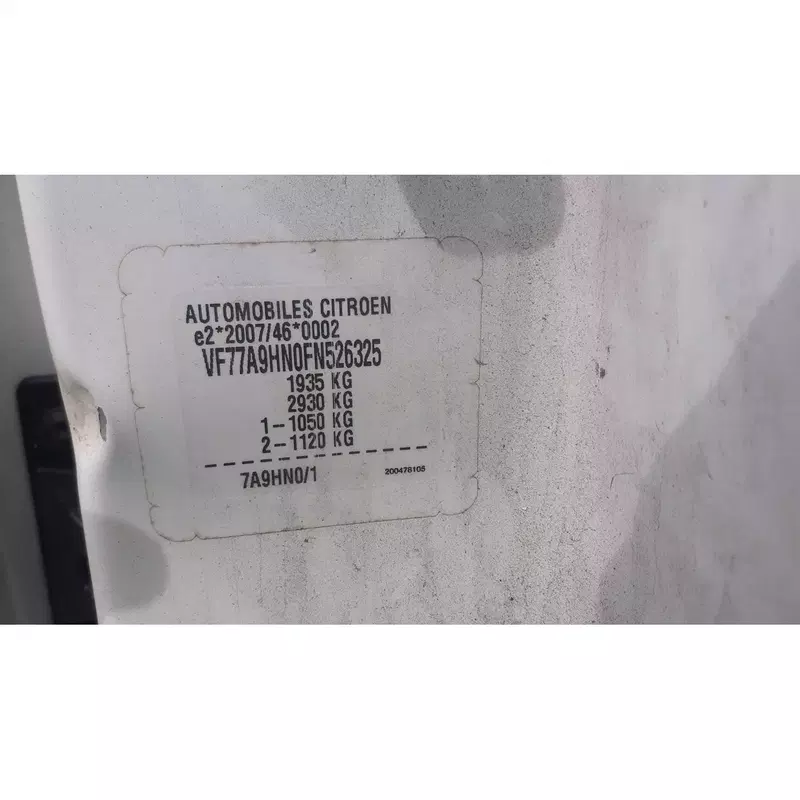 AUTOMOBILES CITROEN
e2*2007/46*0002
VF77A9HN0FN526325
1935 KG
2930 KG
1-1050 KG
2-1120 KG
7A9HN0/1
200478105